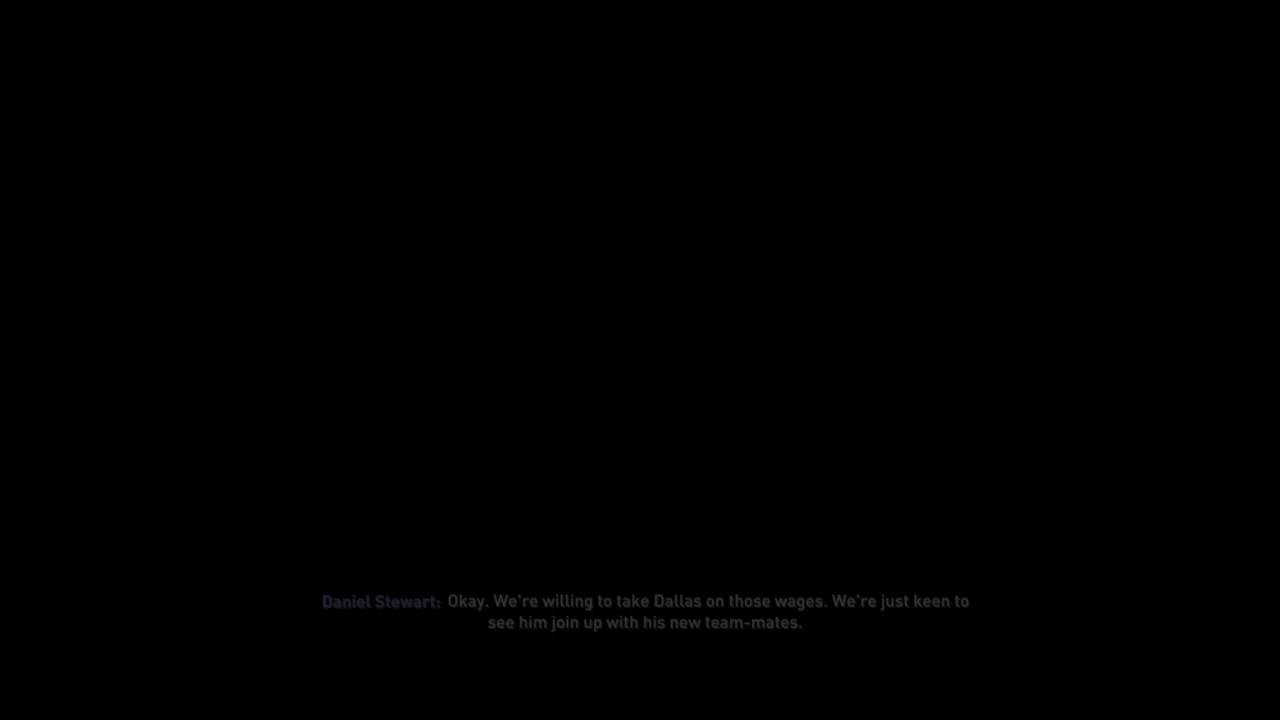 Daniel Stewart: Okay. We're willing to take Dallas on those wages. We're just keen to
see him join up with his new team-mates.